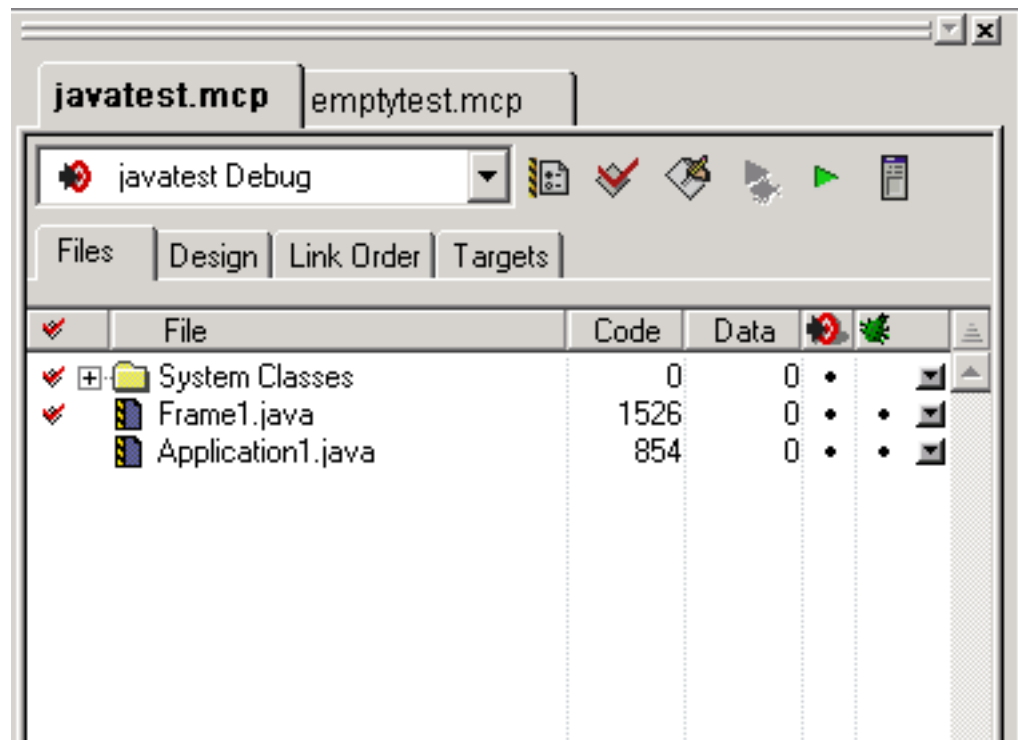 javatest.mcp emptytest.mcp
javatest Debug
Files Design Link Order Targets
File Code Data
System Classes 0 0
Frame1.java 1526 0
Application1.java 854 0